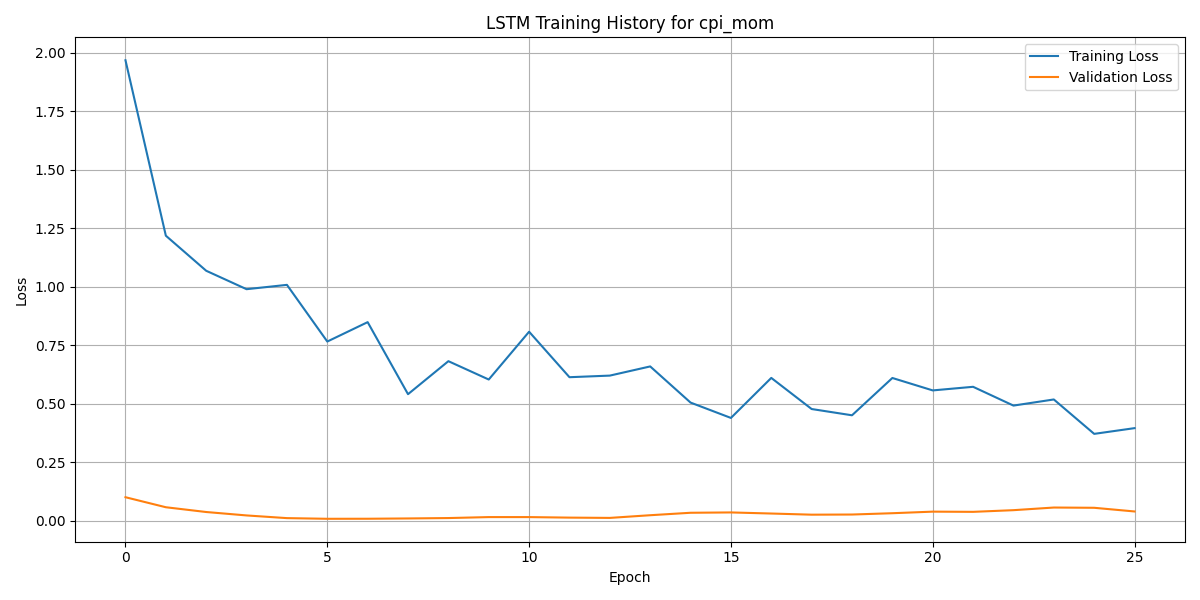 LSTM Training History for cpi_mom
Training Loss
Validation Loss
2.00
1.75
1.50
1.25
1.00
0.75
0.50
0.25
0.00
Loss
0 5 10 15 20 25
Epoch